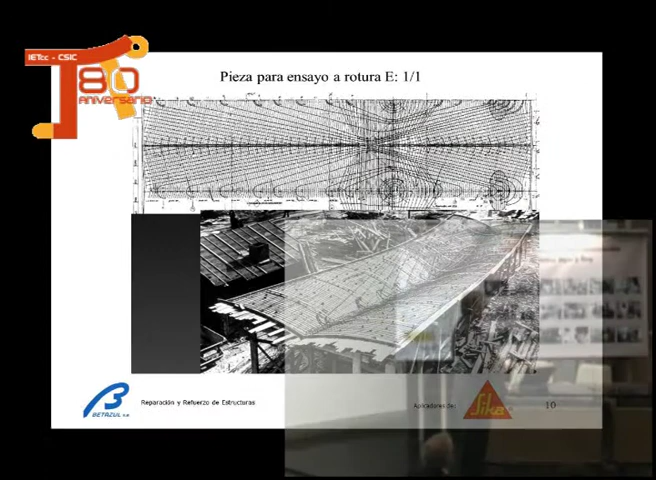 IETcc - CSIC
80
Aniversario
Pieza para ensayo a rotura E: 1/1
BETAZUL S.A
Reparación y Refuerzo de Estructuras
Aplicadores de:
Sika
10